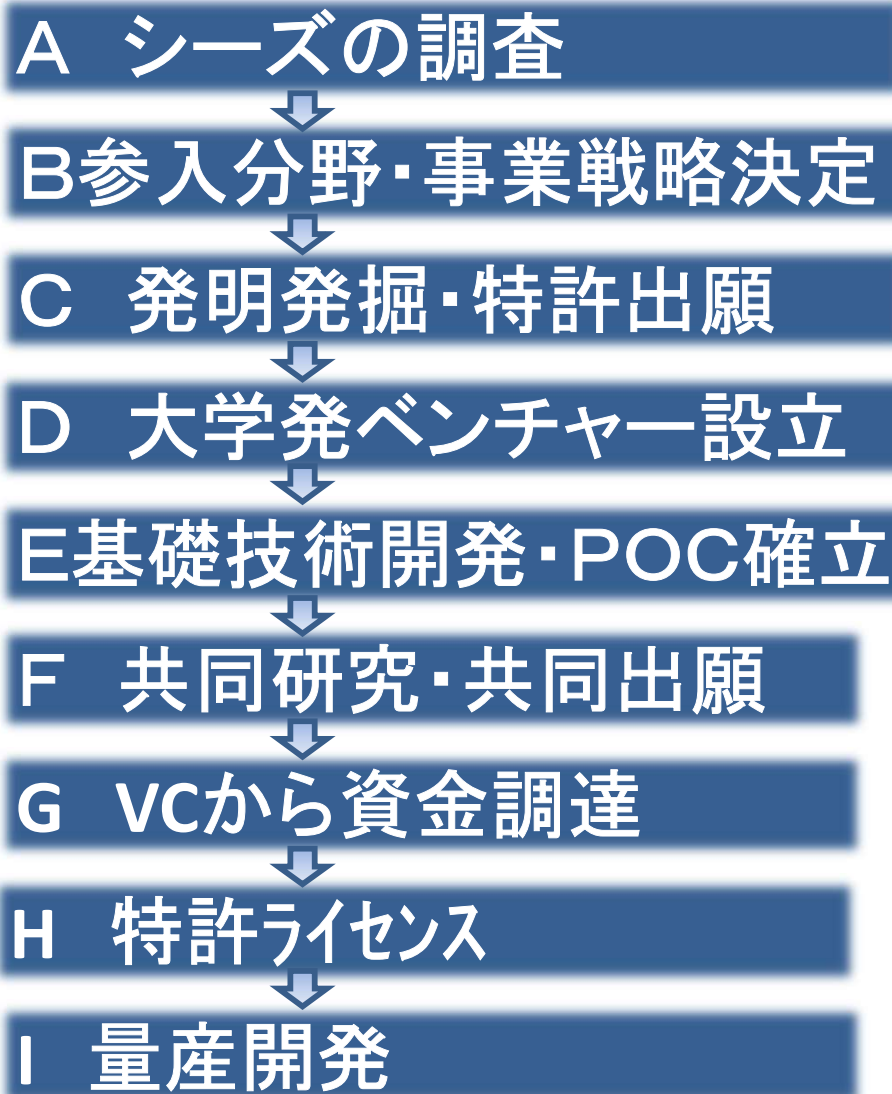 A　シーズの調査
B参入分野・事業戦略決定
C　発明発掘・特許出願
D　大学発ベンチャー設立
E基礎技術開発・POC確立
F　共同研究・共同出願
G　VCから資金調達
H　特許ﾗｲｾﾝｽ
I　量産開発